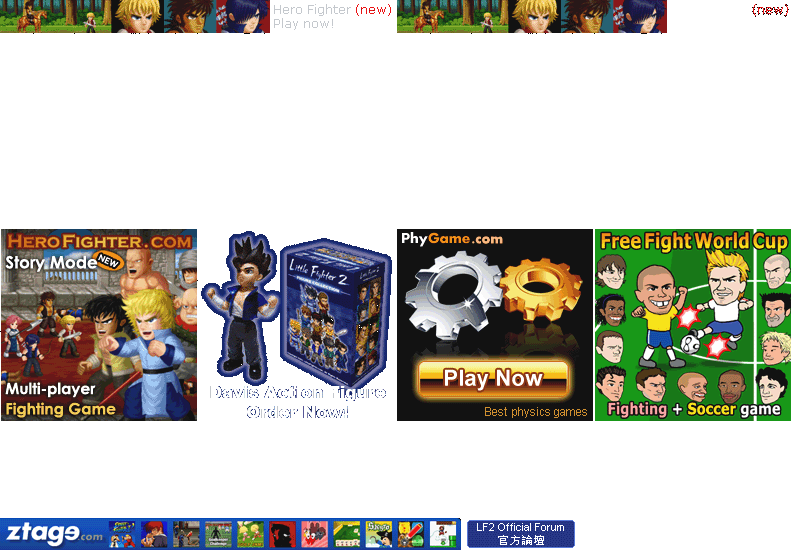 Hero Fighter (new)
Play now!
(new)
HEROFIGHTER.COM
Story Mode NEW
Multi-player
Fighting Game
Little Fighter 2
Davis Action Figure
Order Now!
PhyGame.com
Play Now
Best physics games
Free Fight World Cup
Fighting + Soccer game
ztage.com
LF2 Official Forum
官方論壇